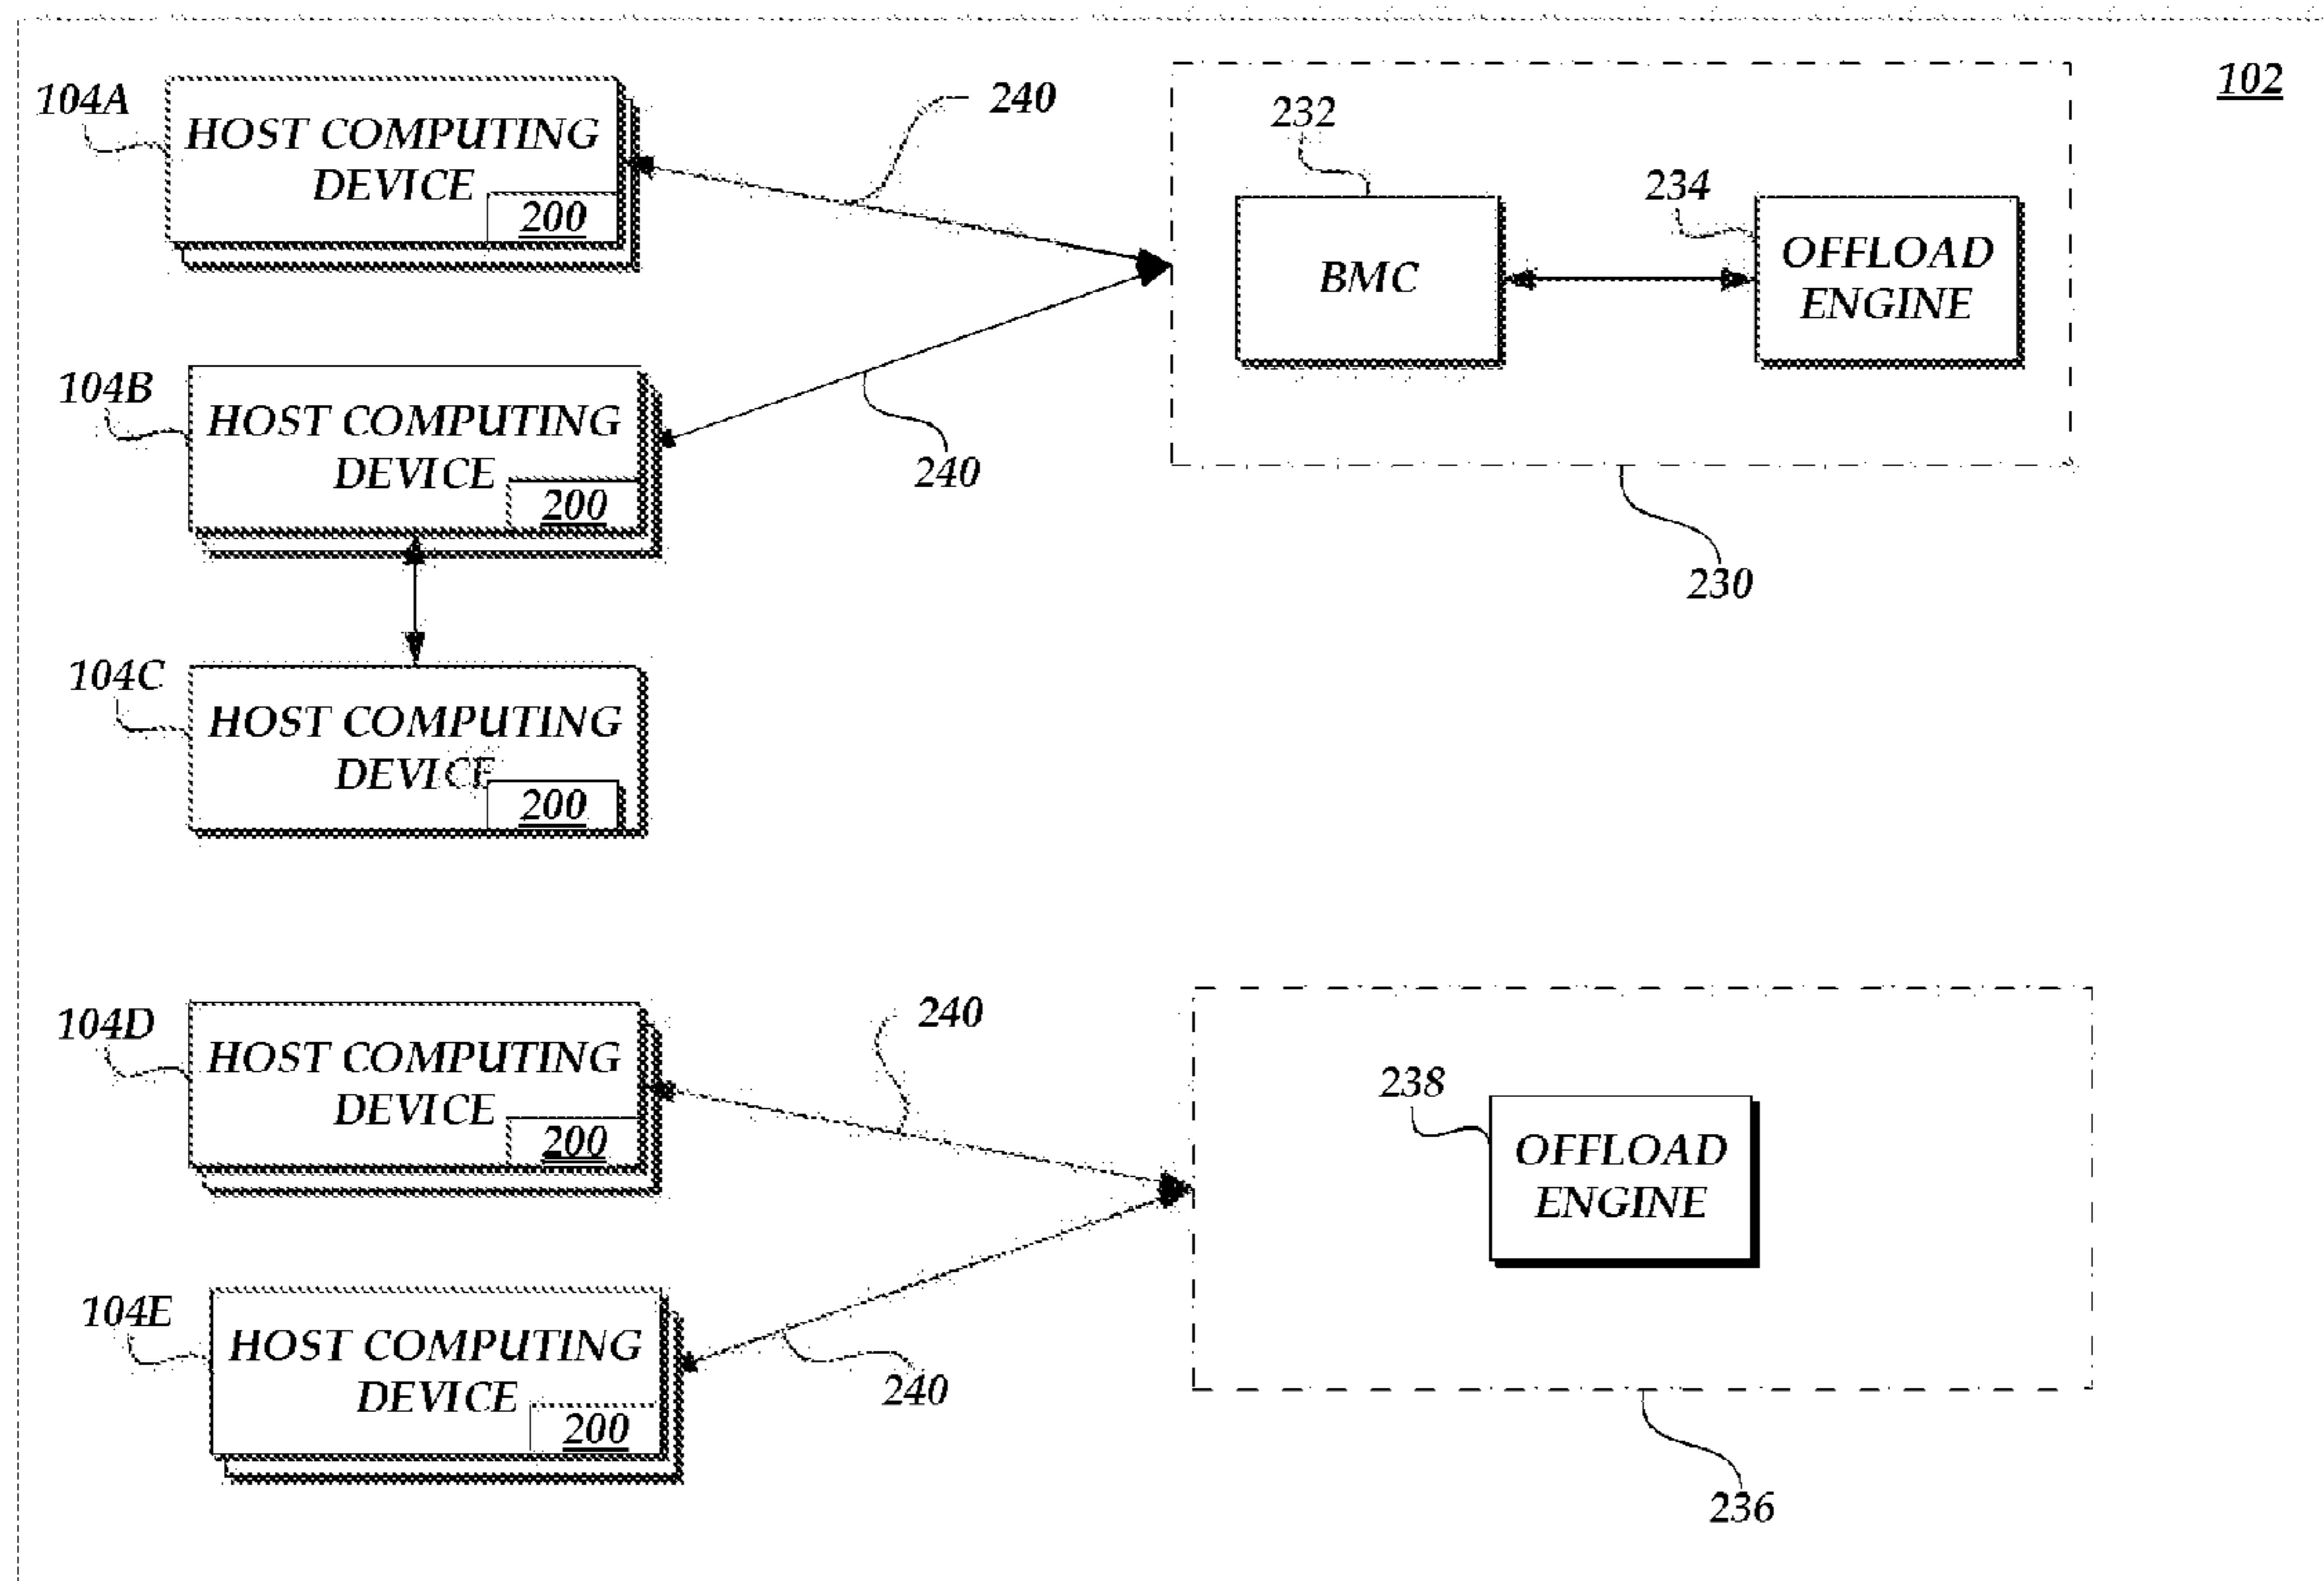 102
104A
HOST COMPUTING
DEVICE
200
240
232
BMC
234
OFFLOAD
ENGINE
104B
HOST COMPUTING
DEVICE
200
240
230
104C
HOST COMPUTING
DEVICE
200
104D
HOST COMPUTING
DEVICE
200
240
238
OFFLOAD
ENGINE
104E
HOST COMPUTING
DEVICE
200
240
236